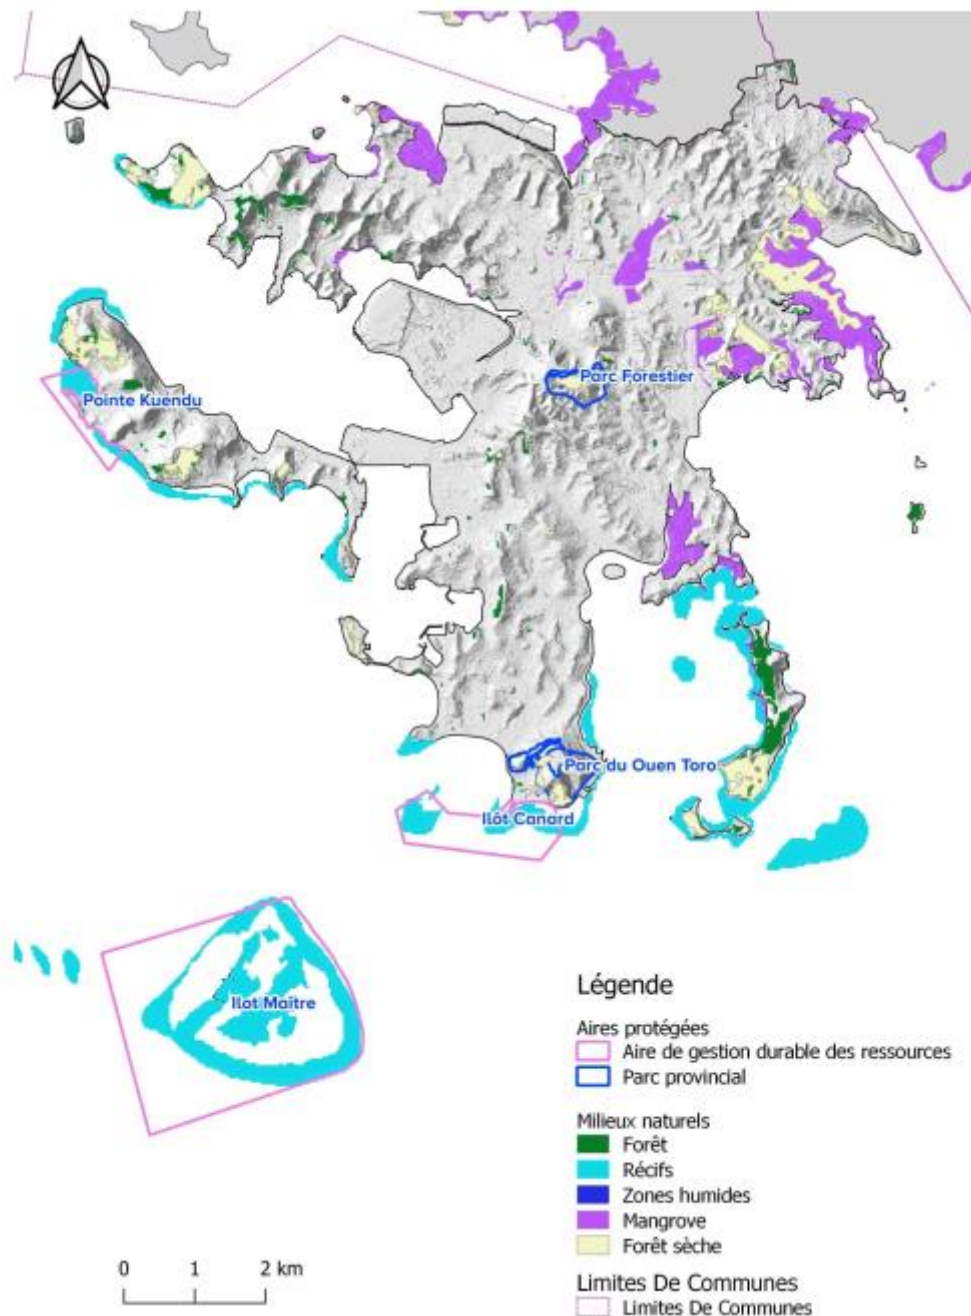 Parc Forestier
Pointe Kuendu
Parc du Ouen Toro
Ilôt Canard
Ilot Maître
Légende
Aires protégées
Aire de gestion durable des ressources
Parc provincial
Milieux naturels
Forêt
Récifs
Zones humides
Mangrove
Forêt sèche
0 1 2 km
Limites De Communes
Limites De Communes